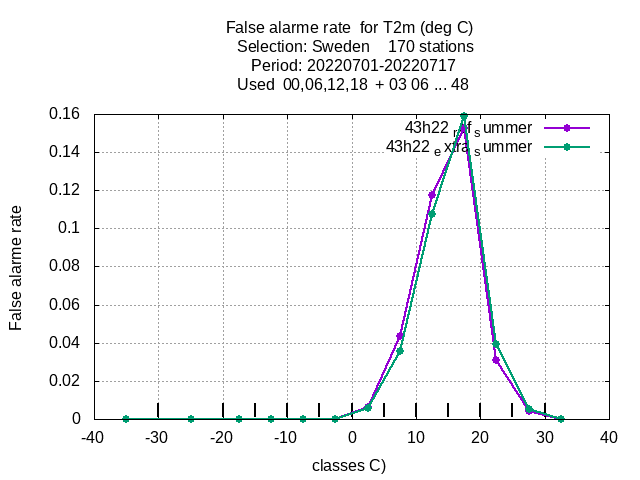 False alarme rate for T2m (deg C)
Selection: Sweden 170 stations
Period: 20220701-20220717
Used 00,06,12,18 + 03 06 ... 48
0.16
0.14
0.12
0.1
0.08
0.06
0.04
0.02
0
False alarme rate
43h22 ref summer
43h22 extra summer
-40 -30 -20 -10 0 10 20 30 40
classes C)